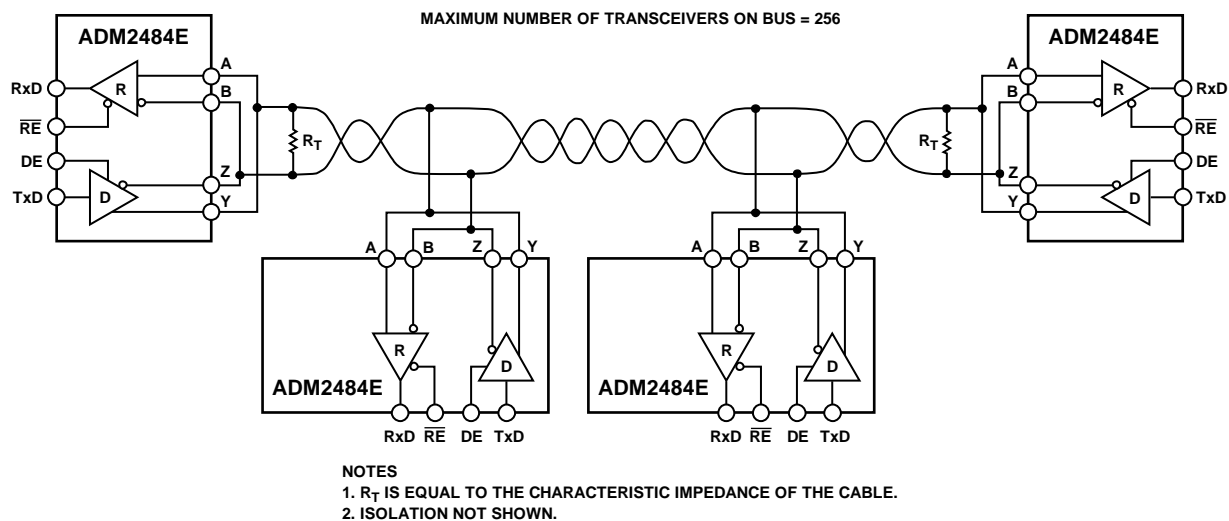 MAXIMUM NUMBER OF TRANSCEIVERS ON BUS = 256
ADM2484E
A
B
RxD
R
RE
DE
Z
TxD
D
Y
RT
ADM2484E
A
B
R
RxD
RE
DE
Z
Y
D
TxD
RT
A
B
Z
Y
R
D
ADM2484E
RxD
RE
DE
TxD
A
B
Z
Y
R
D
ADM2484E
RxD
RE
DE
TxD
NOTES
1. RT IS EQUAL TO THE CHARACTERISTIC IMPEDANCE OF THE CABLE.
2. ISOLATION NOT SHOWN.